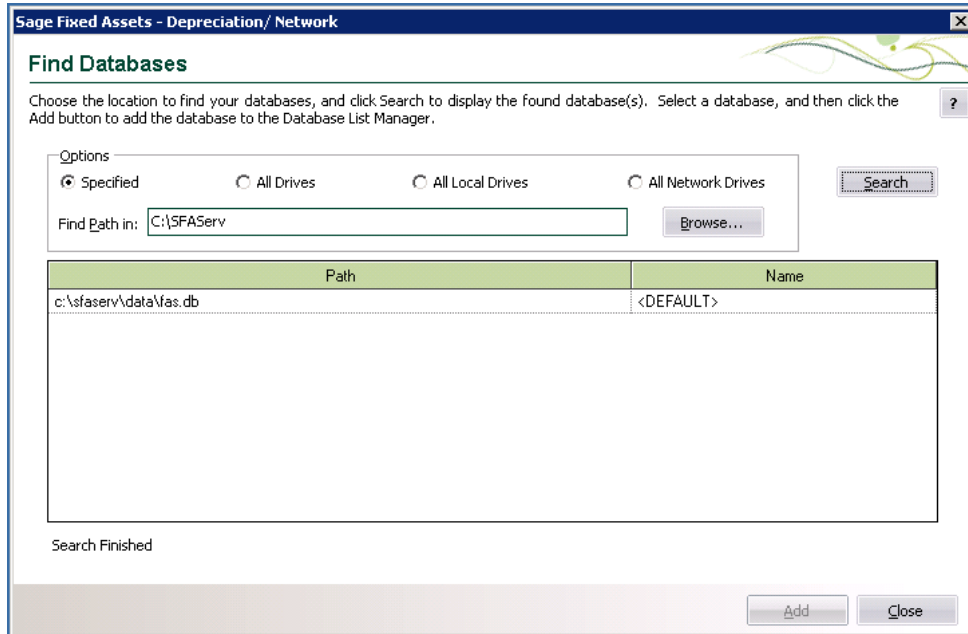 Sage Fixed Assets - Depreciation/ Network
Find Databases
Choose the location to find your databases, and click Search to display the found database(s). Select a database, and then click the
Add button to add the database to the Database List Manager.
?
Options
Specified All Drives All Local Drives All Network Drives
Search
Find Path in: C:\SFAServ Browse...
Path Name
c:\sfaserv\data\fas.db <DEFAULT>
Search Finished
Add Close